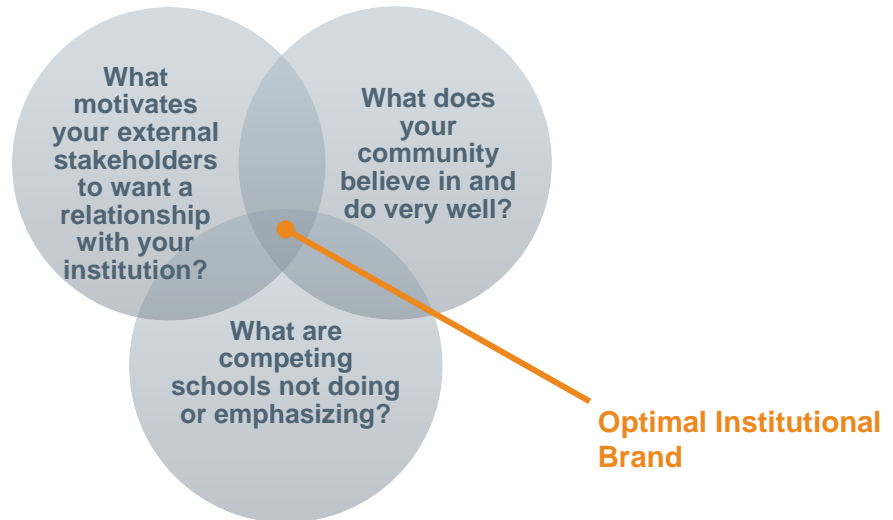 What
motivates
your external
stakeholders
to want a
relationship
with your
institution?
What does
your
community
believe in and
do very well?
What are
competing
schools not doing
or emphasizing?
Optimal Institutional
Brand